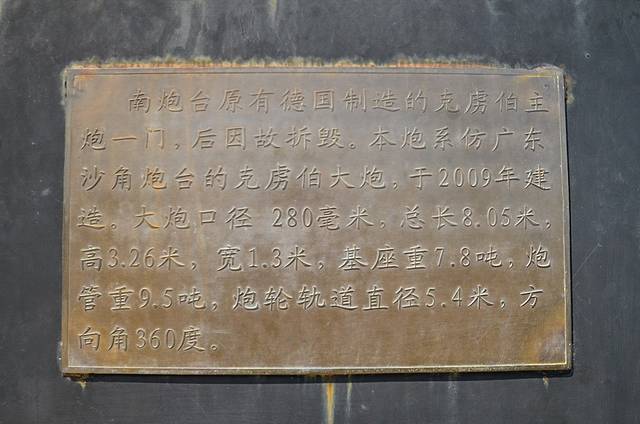 南炮台原有德国制造的克虏伯主
炮一门，后因故拆毁。本炮系仿广东
沙角炮台的克虏伯大炮，于2009年建
造。大炮口径 280毫米，总长8.05米，
高3.26米，宽1.3米，基座重7.8吨，炮
管重9.5吨，炮轮轨道直径5.4米，方
向角360度。